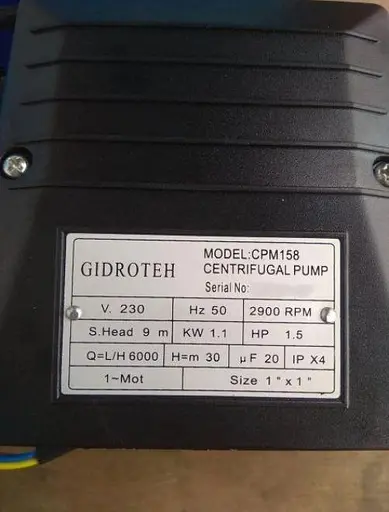 GIDROTEH
MODEL:CPM158
CENTRIFUGAL PUMP
Serial No:
V. 230 Hz 50 2900 RPM
S.Head 9 m KW 1.1 HP 1.5
Q=L/H 6000 H=m 30 µF 20 IP X4
1~Mot Size 1"x1"